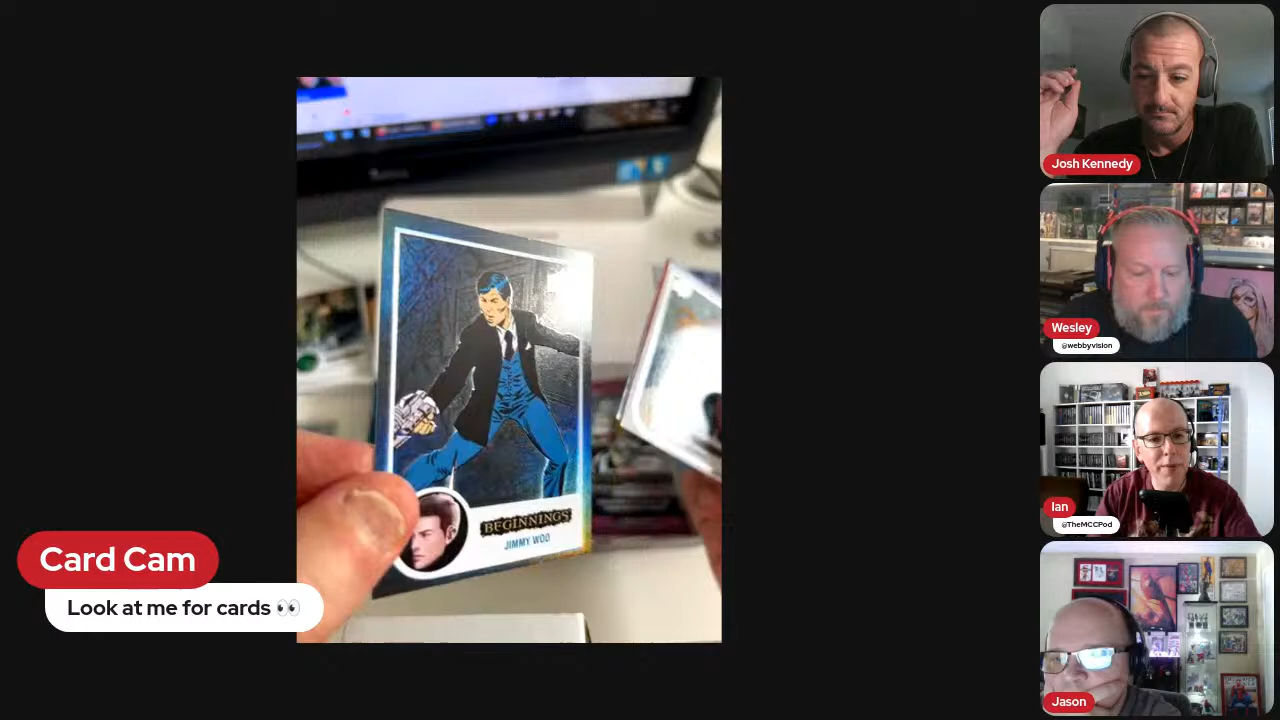 Josh Kennedy
Wesley
@webbyvision
Ian
@TheMCCPod
Jason
BEGINNINGS
JIMMY WOO
Card Cam
Look at me for cards 👀